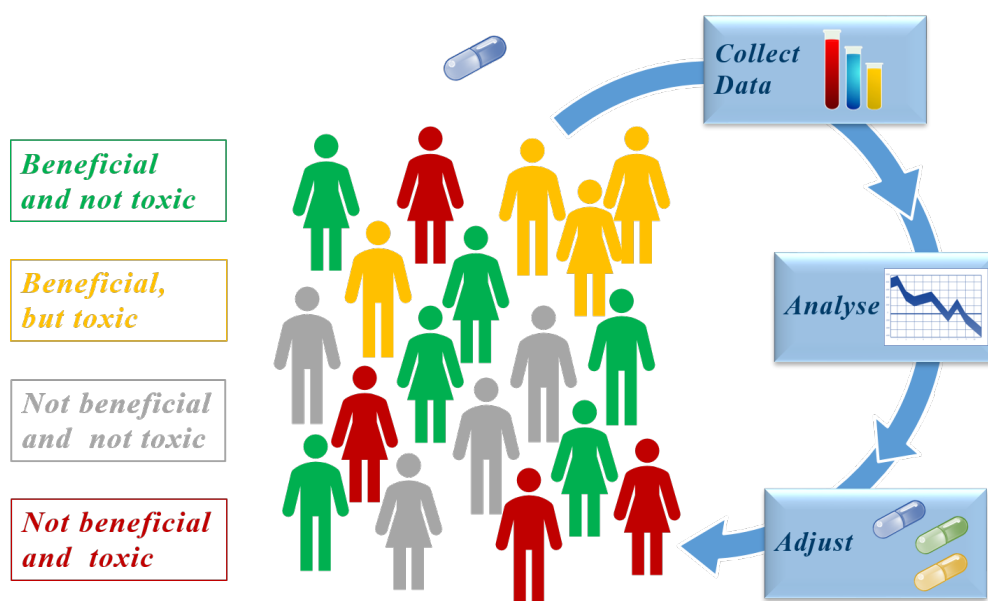 Collect
Data
Beneficial
and not toxic
Beneficial,
but toxic
Analyse
Not beneficial
and not toxic
Not beneficial
and toxic
Adjust